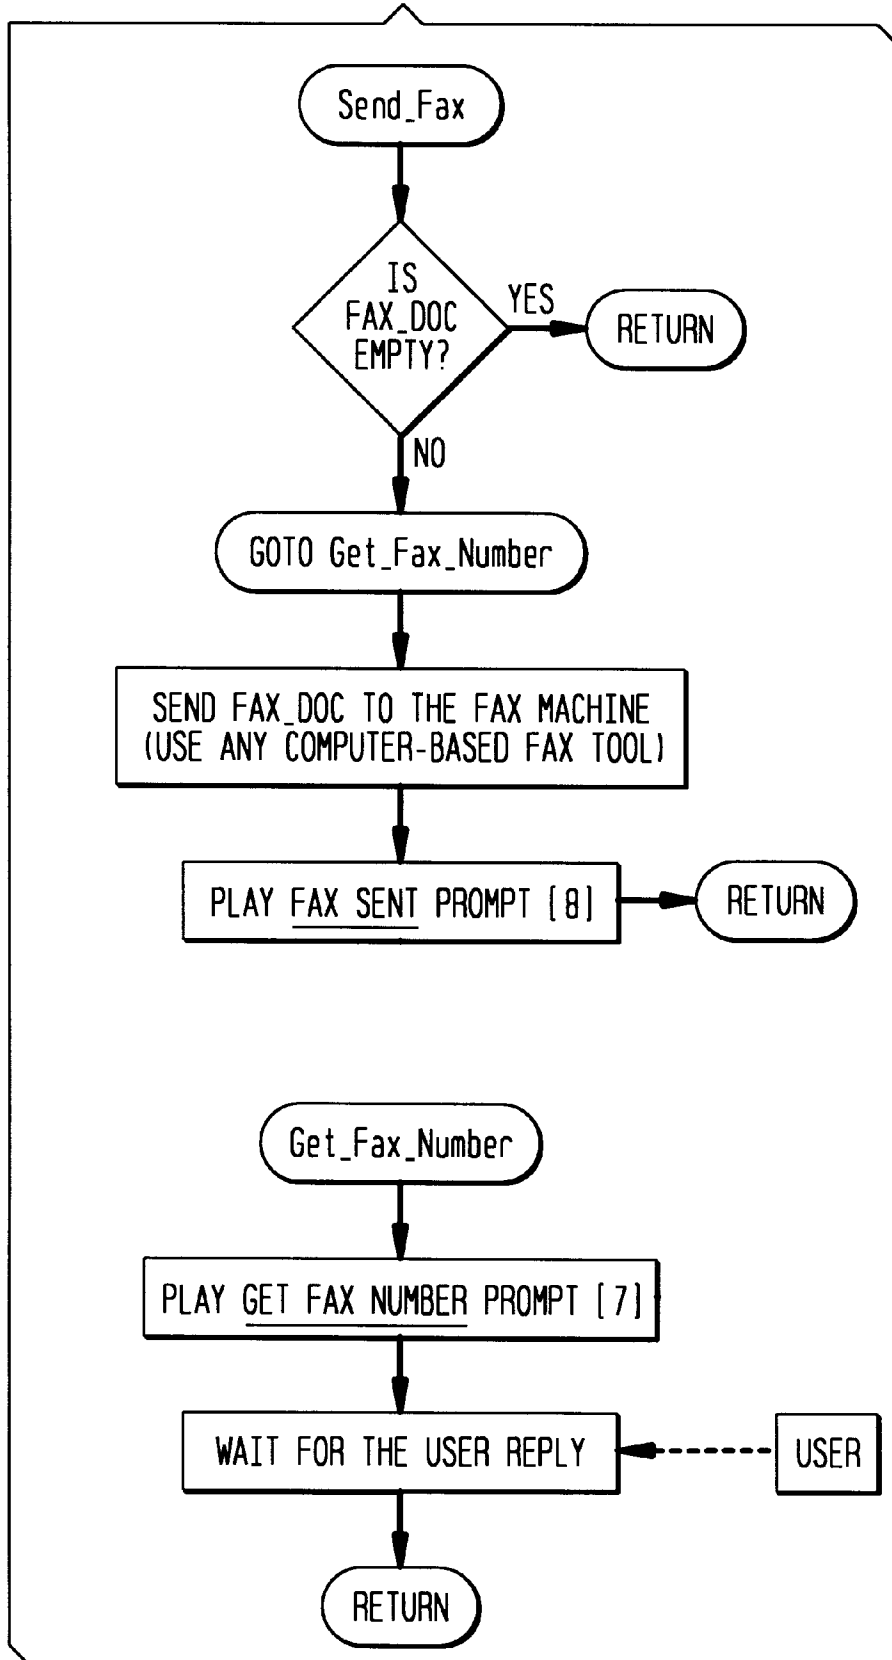 Send_Fax
IS
FAX_DOC
EMPTY?
YES
RETURN
NO
GOTO Get_Fax_Number
SEND FAX_DOC TO THE FAX MACHINE
(USE ANY COMPUTER-BASED FAX TOOL)
PLAY FAX SENT PROMPT [8]
RETURN
Get_Fax_Number
PLAY GET FAX NUMBER PROMPT [7]
WAIT FOR THE USER REPLY
USER
RETURN